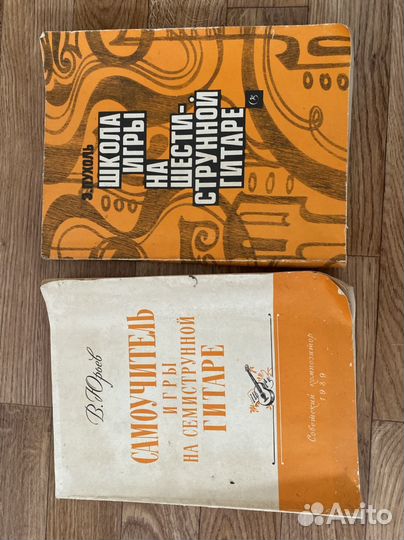 Э. ПУХОЛЬ
ШКОЛА
ИГРЫ
НА
ШЕСТИ-
СТРУННОЙ
ГИТАРЕ
В. Юрьев
САМОУЧИТЕЛЬ
ИГРЫ
НА СЕМИСТРУННОЙ
ГИТАРЕ
Советский композитор
1989
Avito